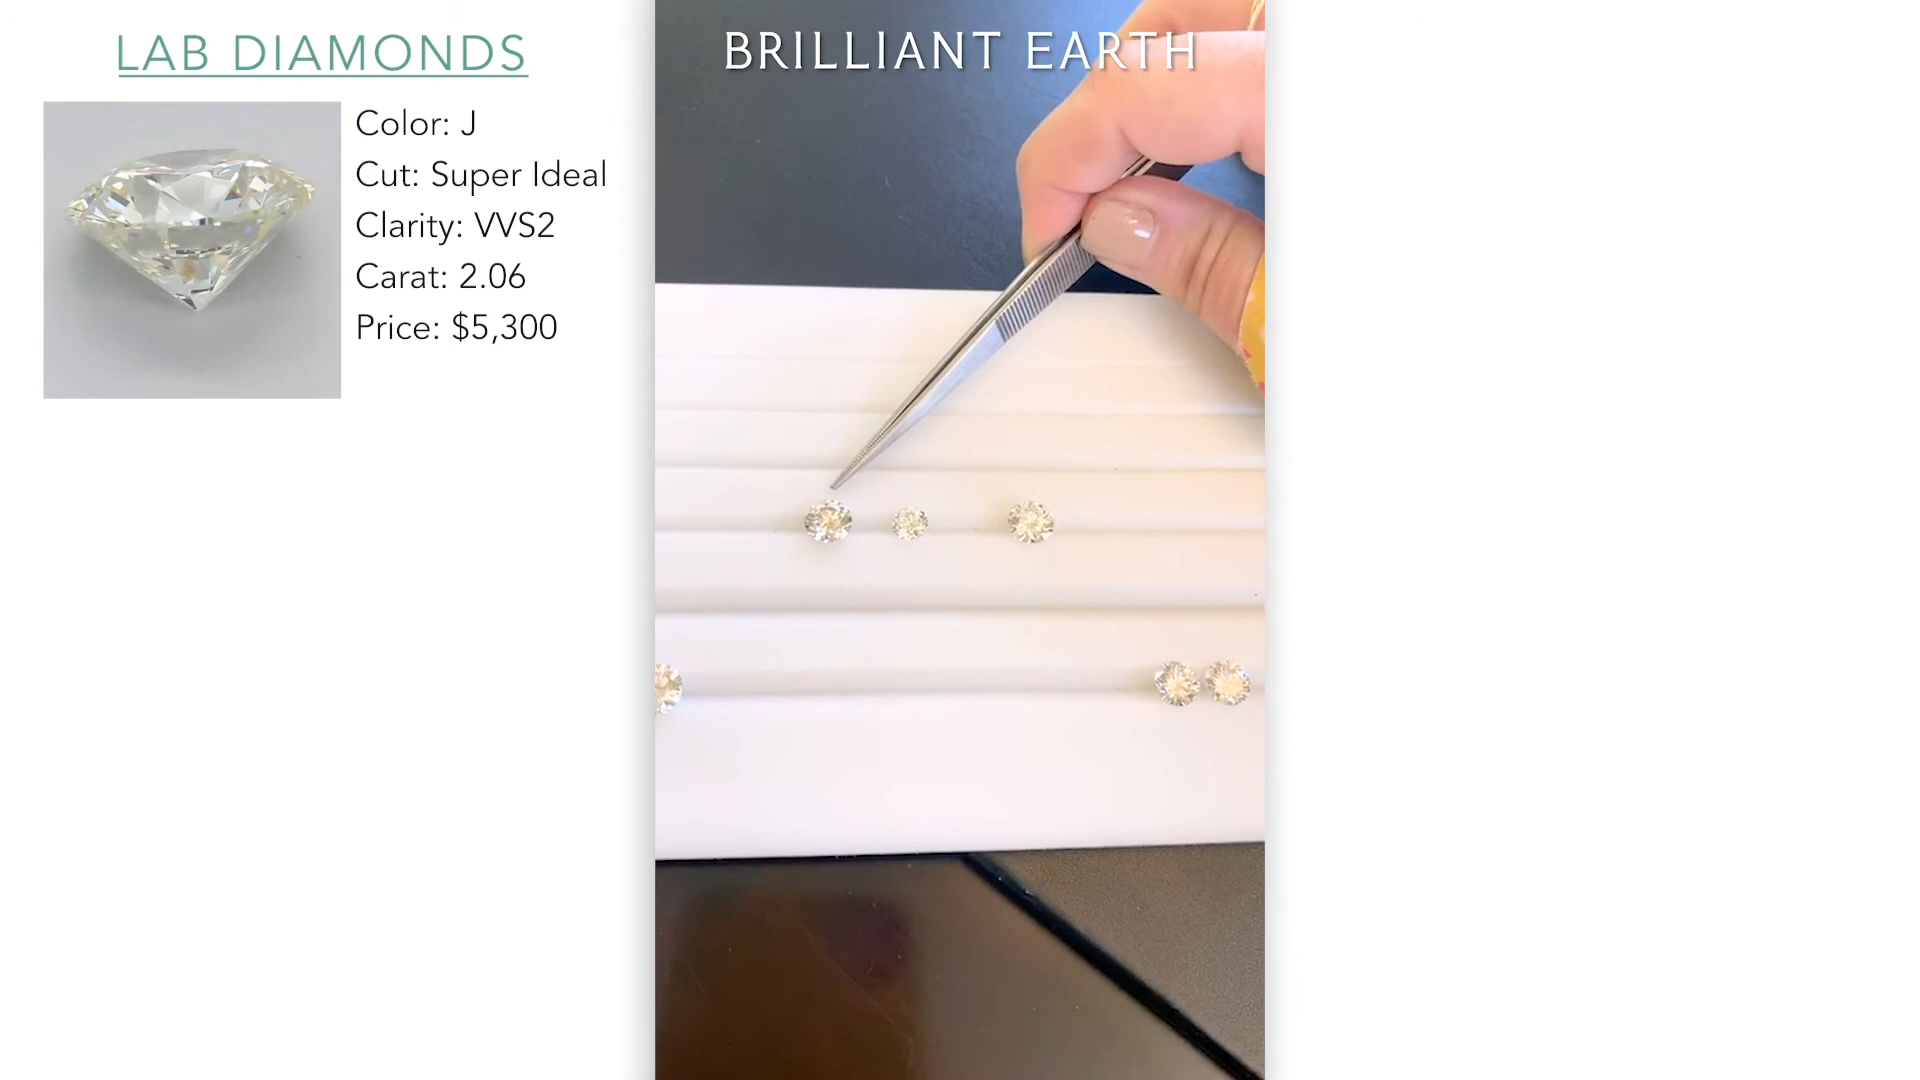 LAB DIAMONDS
Color: J
Cut: Super Ideal
Clarity: VVS2
Carat: 2.06
Price: $5,300
BRILLIANT EARTH